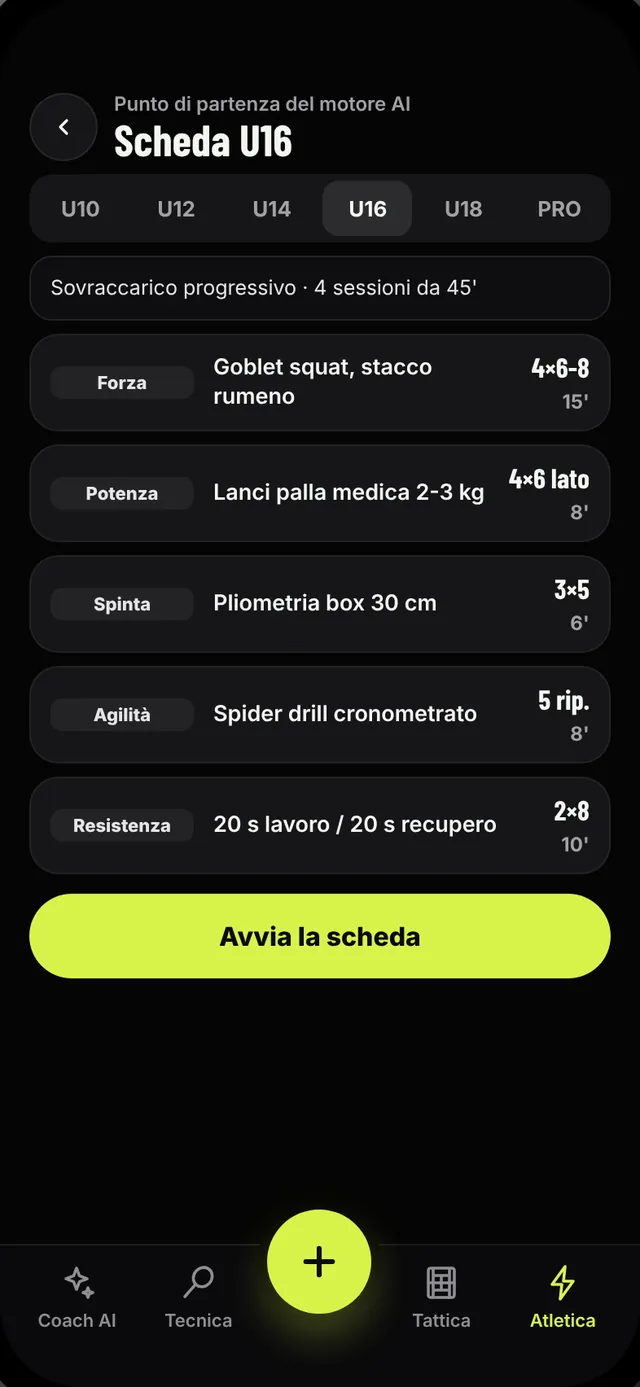 Punto di partenza del motore AI
Scheda U16
U10 U12 U14 U16 U18 PRO
Sovraccarico progressivo · 4 sessioni da 45'
Forza
Goblet squat, stacco
rumeno
4×6-8
15'
Potenza
Lanci palla medica 2-3 kg
4×6 lato
8'
Spinta
Pliometria box 30 cm
3×5
6'
Agilità
Spider drill cronometrato
5 rip.
8'
Resistenza
20 s lavoro / 20 s recupero
2×8
10'
Avvia la scheda
Coach AI Tecnica Tattica Atletica